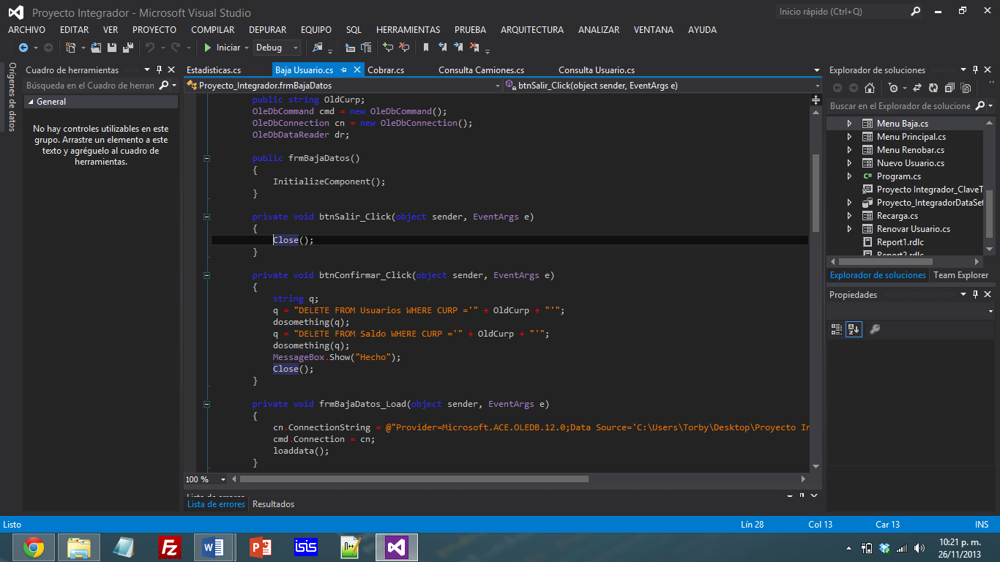 Proyecto Integrador - Microsoft Visual Studio
Inicio rápido (Ctrl+Q)
ARCHIVO EDITAR VER PROYECTO COMPILAR DEPURAR EQUIPO SQL HERRAMIENTAS PRUEBA ARQUITECTURA ANALIZAR VENTANA AYUDA
Iniciar Debug
Orígenes de datos
Cuadro de herramientas
Búsqueda en el Cuadro de herran
General
No hay controles utilizables en este
grupo. Arrastre un elemento a este
texto y agréguelo al cuadro de
herramientas.
Estadisticas.cs Baja Usuario.cs Cobrar.cs Consulta Camiones.cs Consulta Usuario.cs
Proyecto_Integrador.frmBajaDatos btnSalir_Click(object sender, EventArgs e)
public string OldCurp;
OleDbCommand cmd = new OleDbCommand();
OleDbConnection cn = new OleDbConnection();
OleDbDataReader dr;
public frmBajaDatos()
{
InitializeComponent();
}
private void btnSalir_Click(object sender, EventArgs e)
{
Close();
}
private void btnConfirmar_Click(object sender, EventArgs e)
{
string q;
q = "DELETE FROM Usuarios WHERE CURP ='" + OldCurp + "'";
dosomething(q);
q = "DELETE FROM Saldo WHERE CURP ='" + OldCurp + "'";
dosomething(q);
MessageBox.Show("Hecho");
Close();
}
private void frmBajaDatos_Load(object sender, EventArgs e)
{
cn.ConnectionString = @"Provider=Microsoft.ACE.OLEDB.12.0;Data Source='C:\Users\Torby\Desktop\Proyecto In
cmd.Connection = cn;
loaddata();
}
100 %
Lista de errores
Lista de errores Resultados
Explorador de soluciones
Buscar en el Explorador de solucione
Menu Baja.cs
Menu Principal.cs
Menu Renobar.cs
Nuevo Usuario.cs
C# Program.cs
Proyecto Integrador_ClaveT
Proyecto_IntegradorDataSet
Recarga.cs
Renovar Usuario.cs
Report1.rdlc
Report2.rdlc
Explorador de soluciones Team Explorer
Propiedades
Listo Lín 28 Col 13 Car 13 INS
isis
10:21 p. m.
26/11/2013